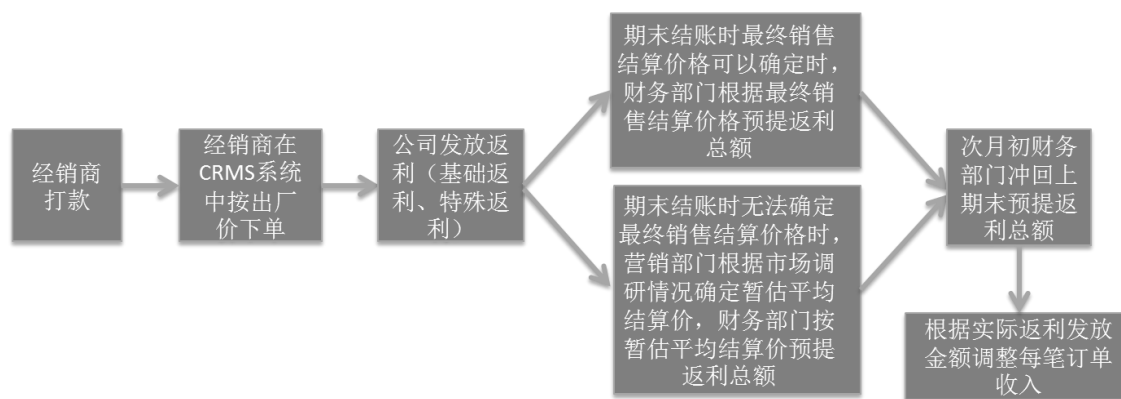 经销商
打款
经销商在
CRMS系统
中按出厂
价下单
公司发放返
利（基础返
利、特殊返
利）
期末结账时最终销售
结算价格可以确定时，
财务部门根据最终销
售结算价格预提返利
总额
期末结账时无法确定
最终销售结算价格时，
营销部门根据市场调
研情况确定暂估平均
结算价，财务部门按
暂估平均结算价预提
返利总额
次月初财务
部门冲回上
期末预提返
利总额
根据实际返利发放
金额调整每笔订单
收入